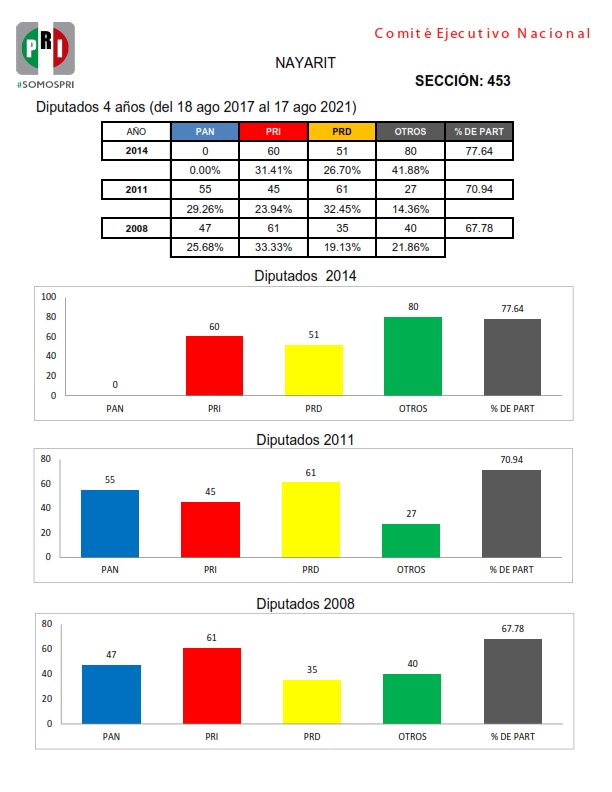 Comité Ejecutivo Nacional
PRI
#SOMOSPRI
NAYARIT
SECCIÓN: 453
Diputados 4 años (del 18 ago 2017 al 17 ago 2021)
AÑO PAN PRI PRD OTROS % DE PART
2014 0 60 51 80 77.64
0.00% 31.41% 26.70% 41.88%
2011 55 45 61 27 70.94
29.26% 23.94% 32.45% 14.36%
2008 47 61 35 40 67.78
25.68% 33.33% 19.13% 21.86%
Diputados 2014
100
80
60
40
20
0
0 60 51 80 77.64
PAN PRI PRD OTROS % DE PART
Diputados 2011
80
60
40
20
0
55 45 61 27 70.94
PAN PRI PRD OTROS % DE PART
Diputados 2008
80
60
40
20
0
47 61 35 40 67.78
PAN PRI PRD OTROS % DE PART